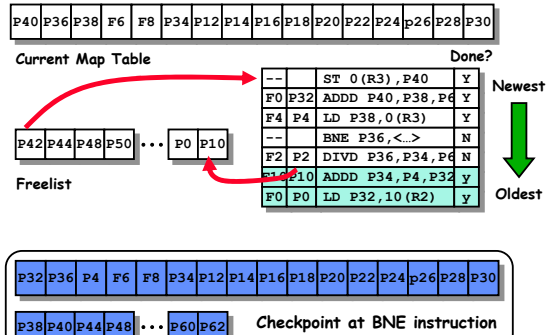 P40 P36 P38 F6 F8 P34 P12 P14 P16 P18 P20 P22 P24 p26 P28 P30
Current Map Table
Done?
-- ST 0(R3),P40 Y
Newest
F0 P32 ADDD P40,P38,P6 Y
F4 P4 LD P38,0(R3) Y
-- BNE P36,<…> N
P42 P44 P48 P50 ••• P0 P10
F2 P2 DIVD P36,P34,P6 N
Freelist
F10 P10 ADDD P34,P4,P32 y
F0 P0 LD P32,10(R2) y
Oldest
P32 P36 P4 F6 F8 P34 P12 P14 P16 P18 P20 P22 P24 p26 P28 P30
P38 P40 P44 P48 ••• P60 P62
Checkpoint at BNE instruction